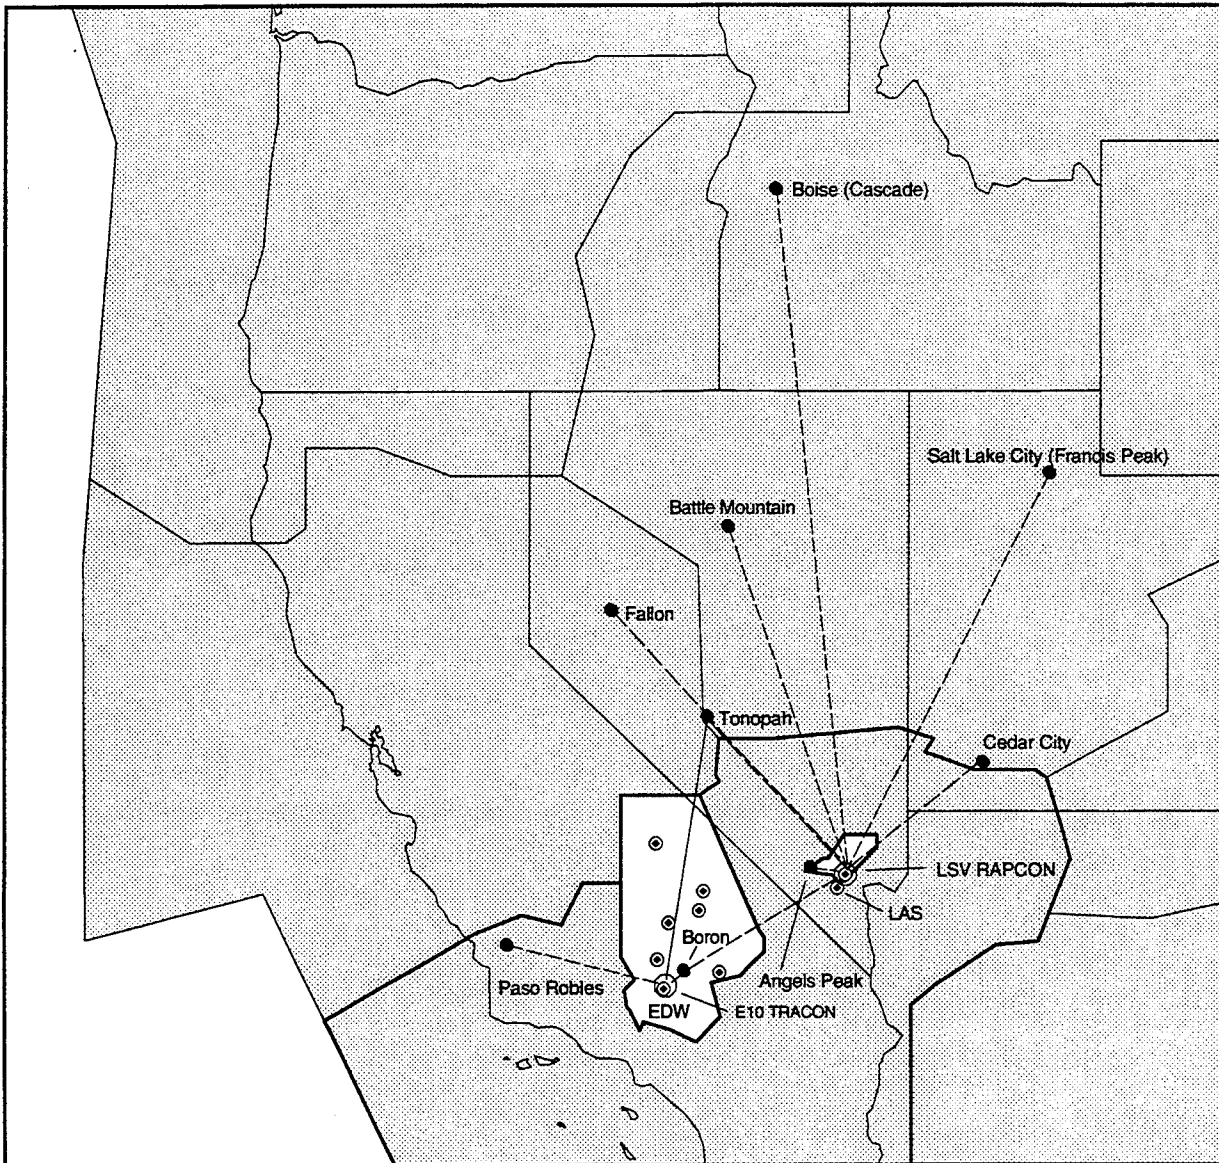 Boise (Cascade)
Salt Lake City (Francis Peak)
Battle Mountain
Fallon
Tonopah
Cedar City
LSV RAPCON
LAS
Boron
Angels Peak
Paso Robles
EDW
E10 TRACON